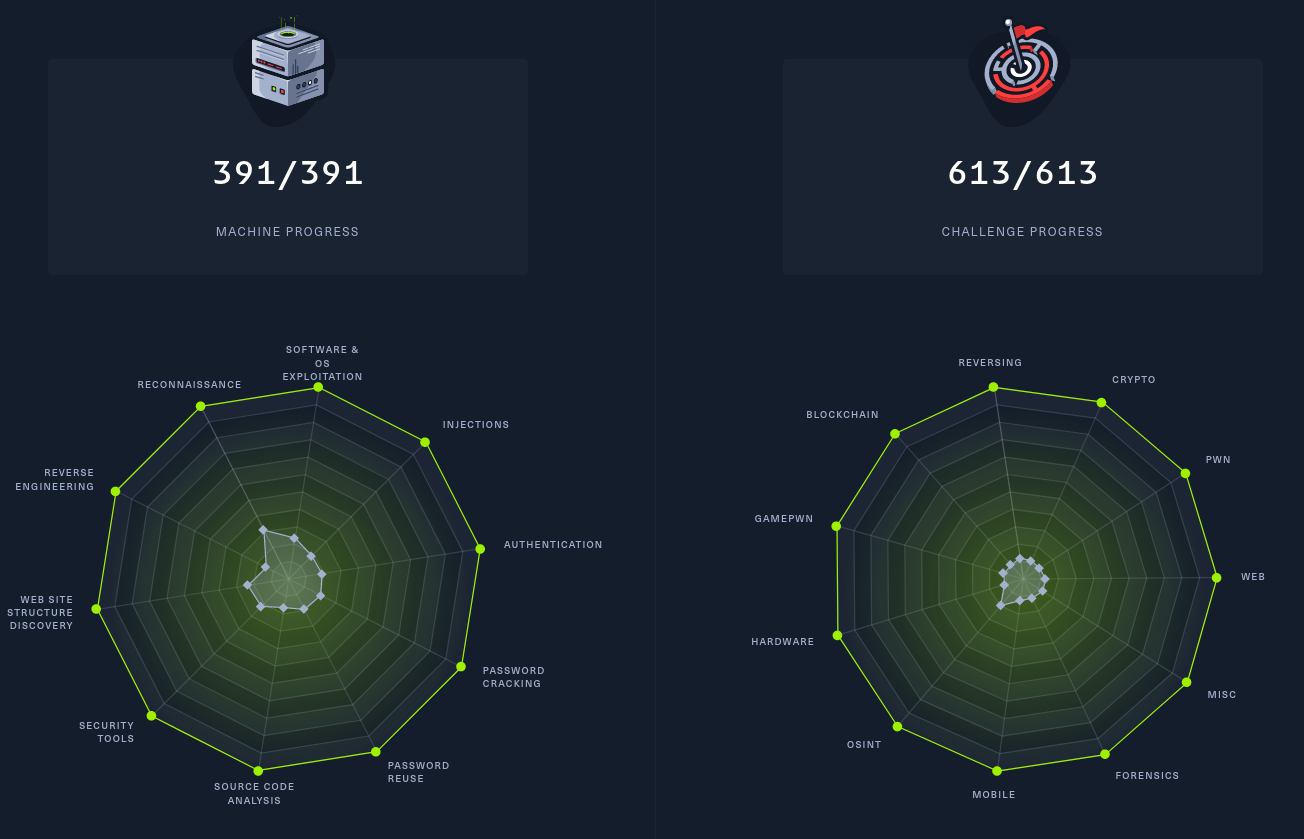 391/391
MACHINE PROGRESS
613/613
CHALLENGE PROGRESS
SOFTWARE &
OS
EXPLOITATION
RECONNAISSANCE
INJECTIONS
REVERSE
ENGINEERING
AUTHENTICATION
WEB SITE
STRUCTURE
DISCOVERY
PASSWORD
CRACKING
SECURITY
TOOLS
PASSWORD
REUSE
SOURCE CODE
ANALYSIS
REVERSING
CRYPTO
BLOCKCHAIN
PWN
GAMEPWN
WEB
HARDWARE
MISC
OSINT
FORENSICS
MOBILE